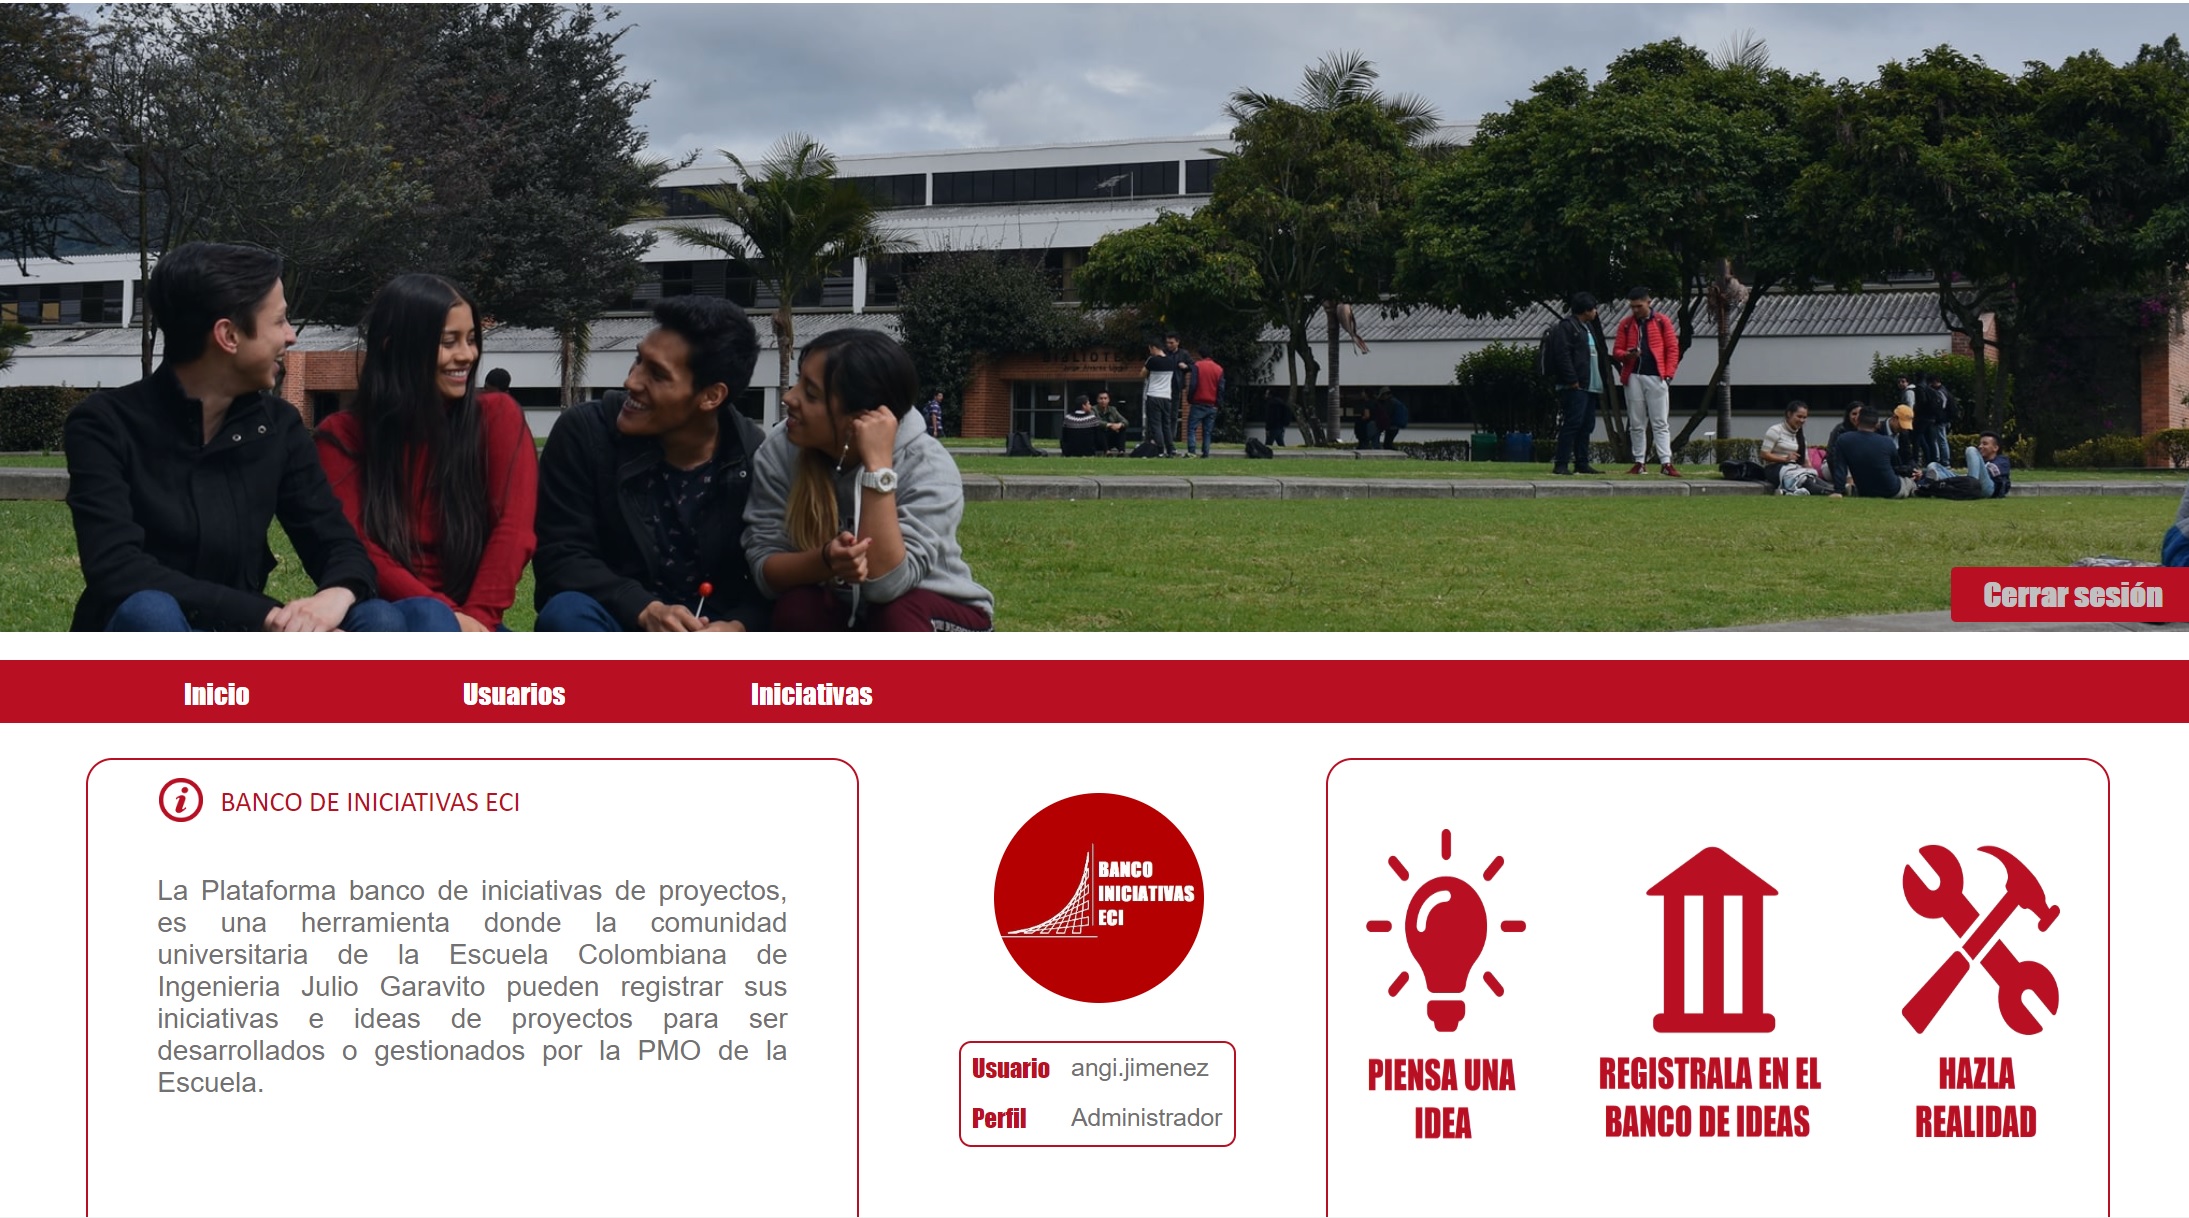 BIBLIOTECA
Cerrar sesión
Inicio
Usuarios
Iniciativas
BANCO DE INICIATIVAS ECI
La Plataforma banco de iniciativas de proyectos,
es una herramienta donde la comunidad
universitaria de la Escuela Colombiana de
Ingenieria Julio Garavito pueden registrar sus
iniciativas e ideas de proyectos para ser
desarrollados o gestionados por la PMO de la
Escuela.
BANCO
INICIATIVAS
ECI
Usuario angi.jimenez
Perfil Administrador
PIENSA UNA
IDEA
REGISTRALA EN EL
BANCO DE IDEAS
HAZLA
REALIDAD